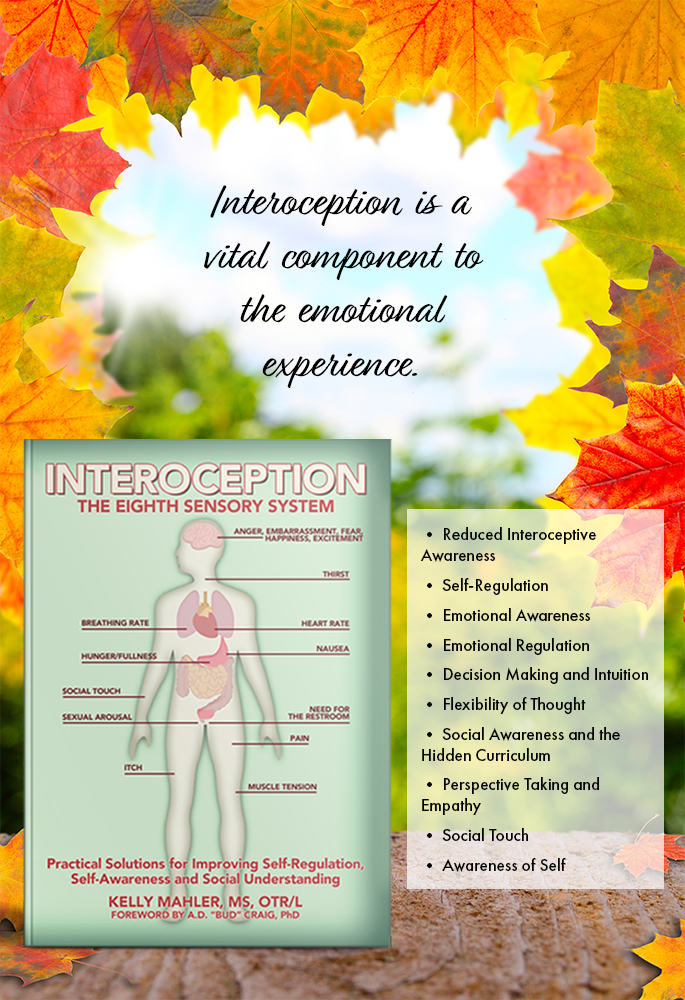 Interoception is a
vital component to
the emotional
experience.
INTEROCEPTION
THE EIGHTH SENSORY SYSTEM
ANGER, EMBARRASSMENT, FEAR,
HAPPINESS, EXCITEMENT
THIRST
BREATHING RATE
HEART RATE
NAUSEA
HUNGER/FULLNESS
SOCIAL TOUCH
SEXUAL AROUSAL
NEED FOR
THE RESTROOM
PAIN
ITCH
MUSCLE TENSION
Practical Solutions for Improving Self-Regulation,
Self-Awareness and Social Understanding
KELLY MAHLER, MS, OTR/L
FOREWORD BY A.D. "BUD" CRAIG, PhD
• Reduced Interoceptive
Awareness
• Self-Regulation
• Emotional Awareness
• Emotional Regulation
• Decision Making and Intuition
• Flexibility of Thought
• Social Awareness and the
Hidden Curriculum
• Perspective Taking and
Empathy
• Social Touch
• Awareness of Self